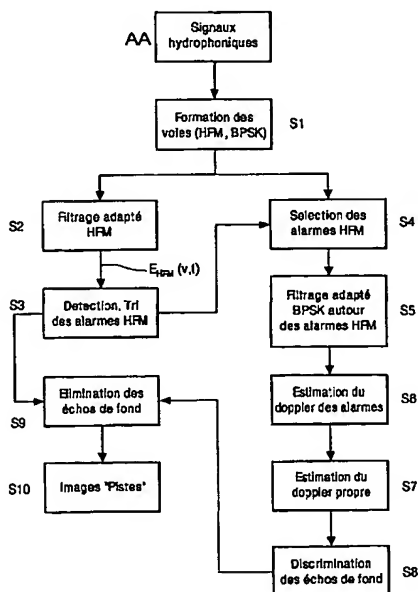 AA
Signaux
hydrophoniques
Formation des
voies (HFM, BPSK)
S1
S2
Filtrage adapté
HFM
Selection des
alarmes HFM
S4
E HFM (v,t)
S3
Detection, Tri
des alarmes HFM
Filtrage adapté
BPSK autour
des alarmes HFM
S5
Elimination des
échos de fond
S9
Estimation du
doppler des alarmes
S6
S10
Images "Pistes"
Estimation du
doppler propre
S7
Discrimination
des échos de fond
S8